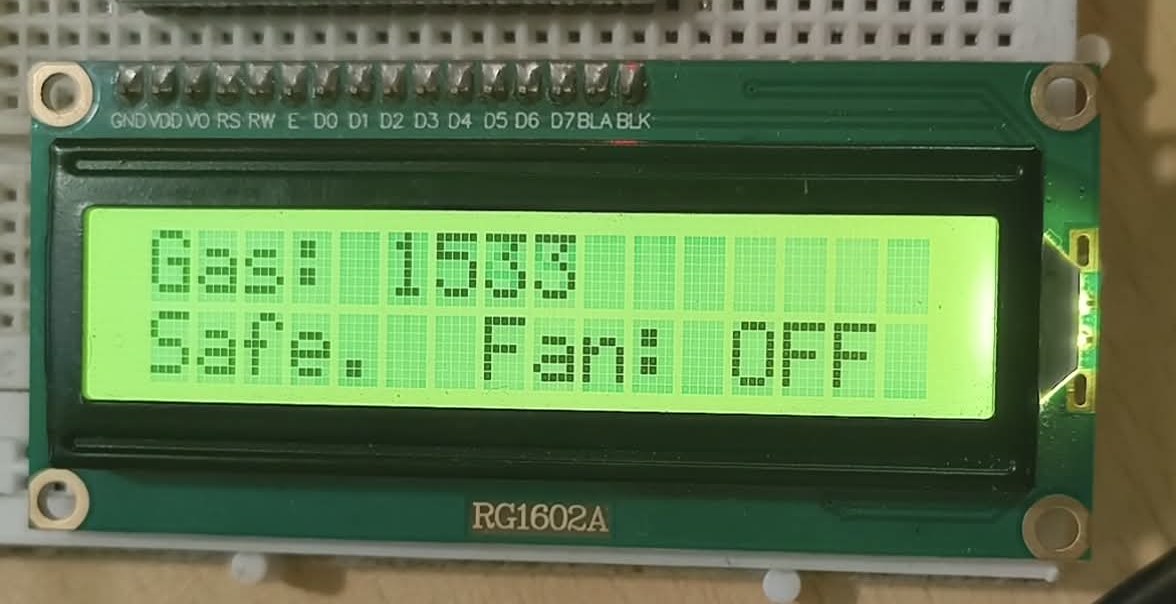 GND VDD VO RS RW E D0 D1 D2 D3 D4 D5 D6 D7 BLA BLK
Gas: 1533
Safe. Fan: OFF
RG1602A